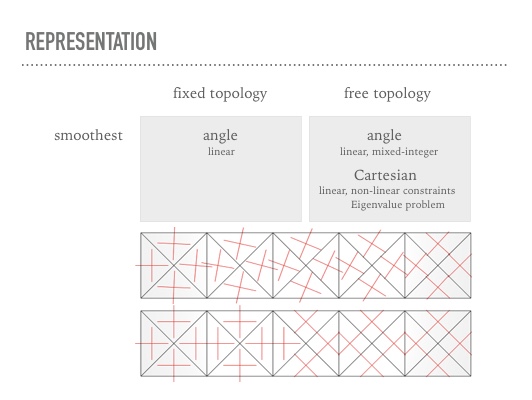 REPRESENTATION
fixed topology
free topology
smoothest
angle
linear
angle
linear, mixed-integer
Cartesian
linear, non-linear constraints
Eigenvalue problem